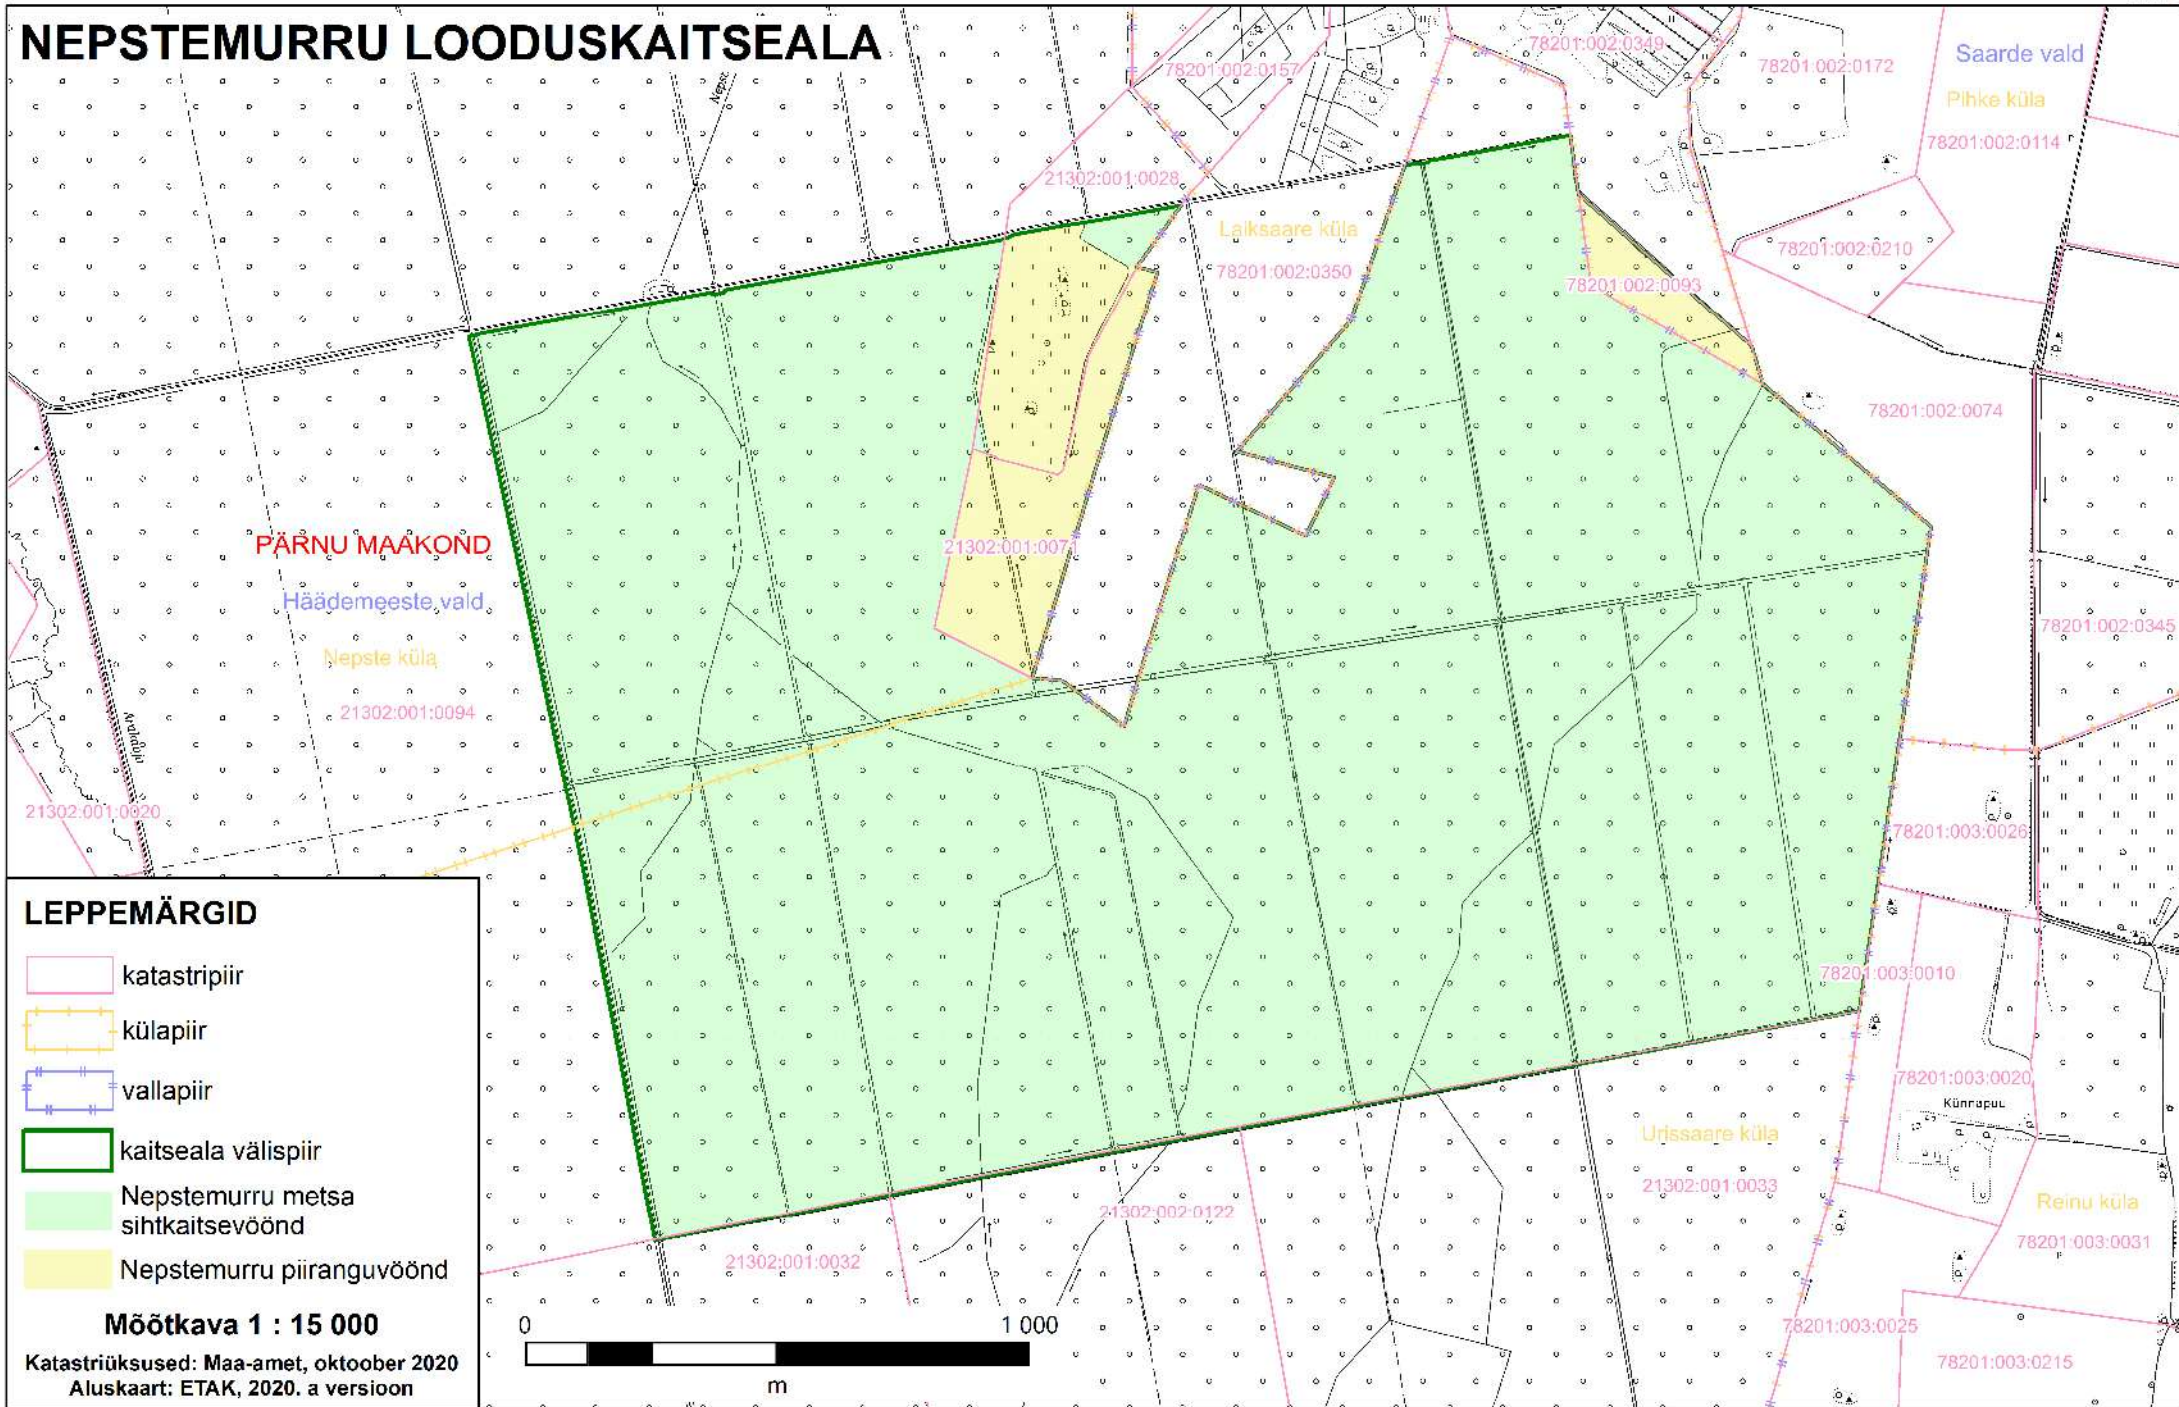 NEPSTEMURRU LOODUSKAITSEALA
Nepst
78201:002:0157
78201:002:0349
78201:002:0172
Saarde vald
Pihke küla
78201:002:0114
21302:001:0028
Laiksaare küla
78201:002:0350
78201:002:0210
78201:002:0093
78201:002:0074
PÄRNU MAAKOND
Häädemeeste vald
Nepste küla
21302:001:0094
21302:001:0071
78201:002:0345
Arukuuju
21302:001:0020
78201:003:0026
78201:003:0010
78201:003:0020
Künnapuu
Urissaare küla
21302:001:0033
Reinu küla
78201:003:0031
21302:002:0122
21302:001:0032
78201:003:0025
78201:003:0215
LEPPEMÄRGID
katastripiir
külapiir
vallapiir
kaitseala välispiir
Nepstemurru metsa
sihtkaitsevöönd
Nepstemurru piiranguvöönd
Mõõtkava 1 : 15 000
Katastriüksused: Maa-amet, oktoober 2020
Aluskaart: ETAK, 2020. a versioon
0
1 000
m